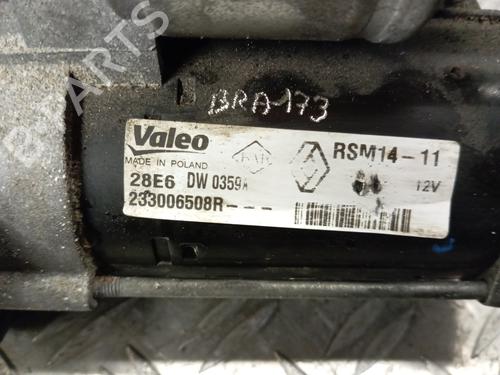 BRA-173
Valeo
MADE IN POLAND
RSM14-11
28E6 DW 0359
12V
233006508R